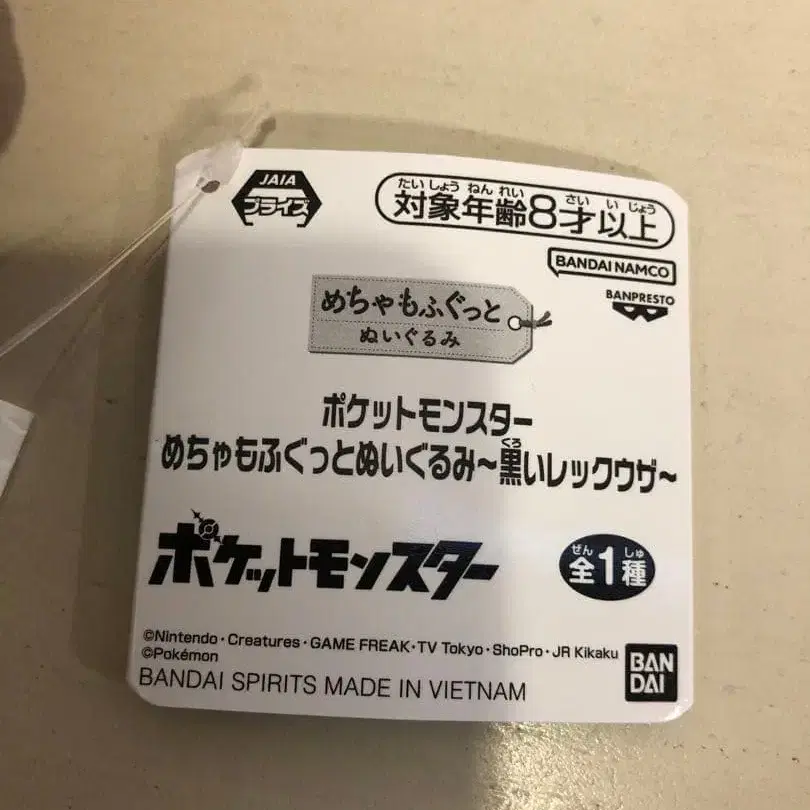 JAIA
プライズ
たいしょうねんれい さいいじょう
対象年齢8才以上
BANDAI NAMCO
BANPRESTO
めちゃもふぐっと
ぬいぐるみ
ポケットモンスター
くろ
めちゃもふぐっとぬいぐるみ～黒いレックウザ～
ポケットモンスター
ぜん しゅ
全1種
©Nintendo・Creatures・GAME FREAK・TV Tokyo・ShoPro・JR Kikaku
©Pokémon
BANDAI SPIRITS MADE IN VIETNAM
BAN
DAI